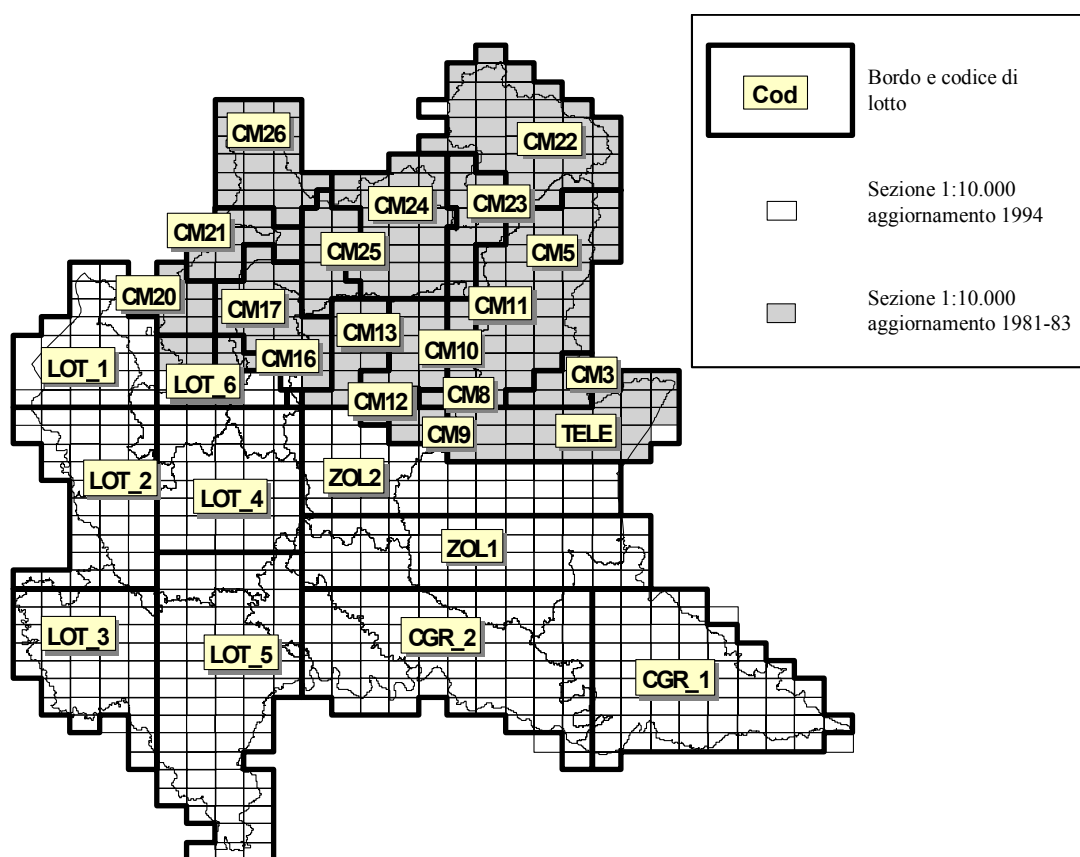 Cod
Bordo e codice di
lotto
Sezione 1:10.000
aggiornamento 1994
Sezione 1:10.000
aggiornamento 1981-83
CM26
CM22
CM24
CM23
CM21
CM25
CM5
CM20
CM17
CM11
CM13
CM10
CM16
LOT_1
LOT_6
CM3
CM8
CM12
CM9
TELE
LOT_2
ZOL2
LOT_4
ZOL1
LOT_3
CGR_2
LOT_5
CGR_1